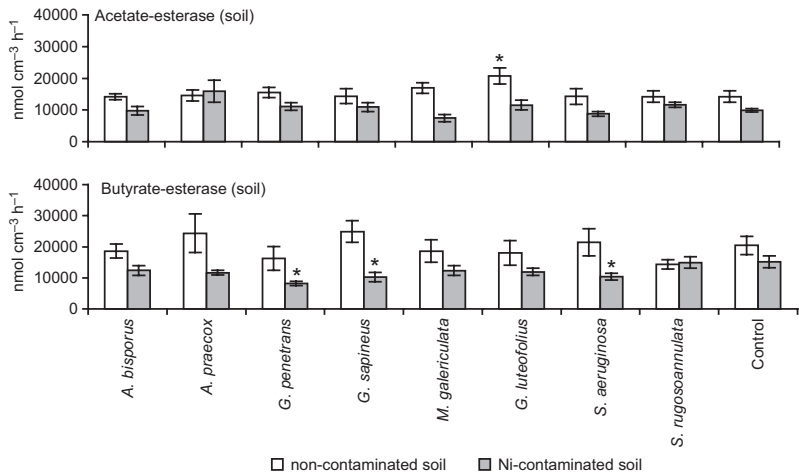 Acetate-esterase (soil)
nmol cm⁻³ h⁻¹
40000
30000
20000
10000
0
*
Butyrate-esterase (soil)
nmol cm⁻³ h⁻¹
40000
30000
20000
10000
0
* * *
A. bisporus
A. praecox
G. penetrans
G. sapineus
M. galericulata
G. luteofolius
S. aeruginosa
S. rugosoannulata
Control
non-contaminated soil
Ni-contaminated soil